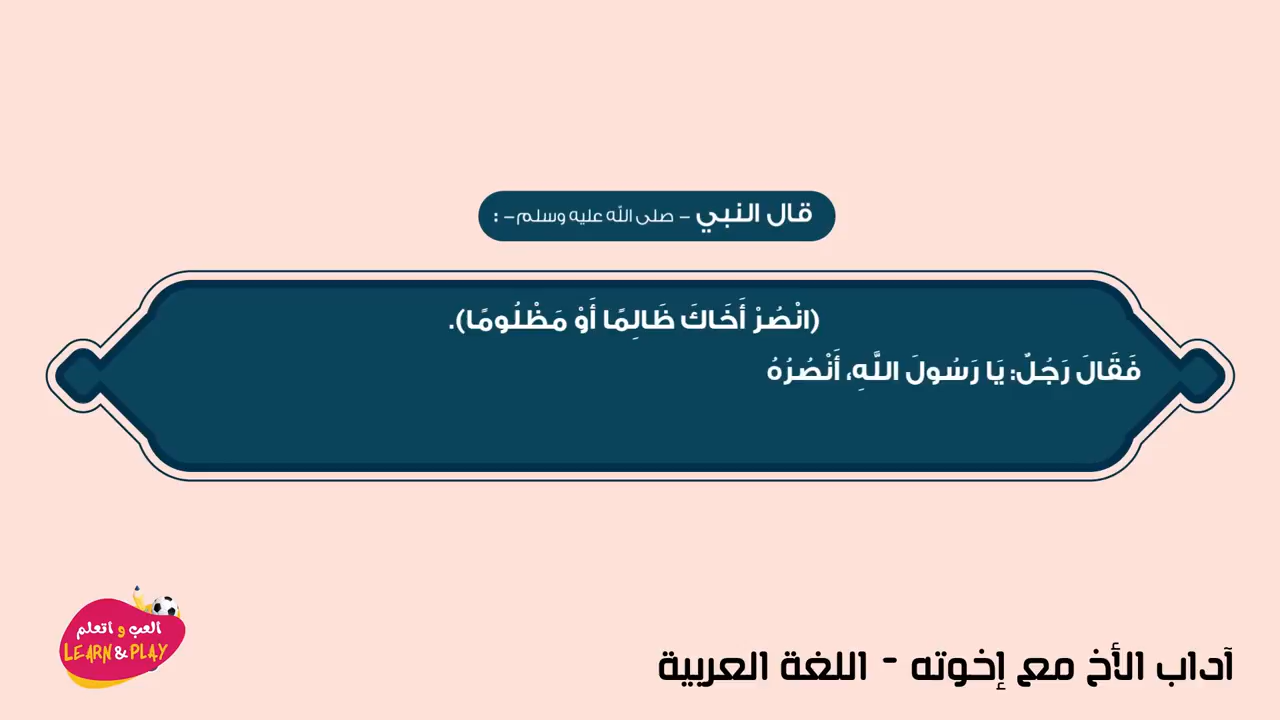 قال النبي - صلى الله عليه وسلم- :
(انْصُرْ أَخَاكَ ظَالِمًا أَوْ مَظْلُومًا).
فَقَالَ رَجُلٌ: يَا رَسُولَ اللَّهِ، أَنْصُرُهُ
العب و اتعلم
LEARN & PLAY
آداب الأخ مع إخوته - اللغة العربية